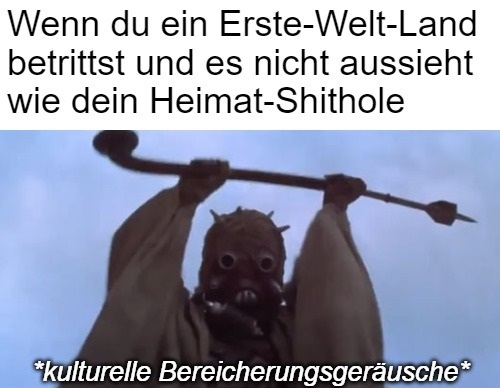 Wenn du ein Erste-Welt-Land
betrittst und es nicht aussieht
wie dein Heimat-Shithole
*kulturelle Bereicherungsgeräusche*